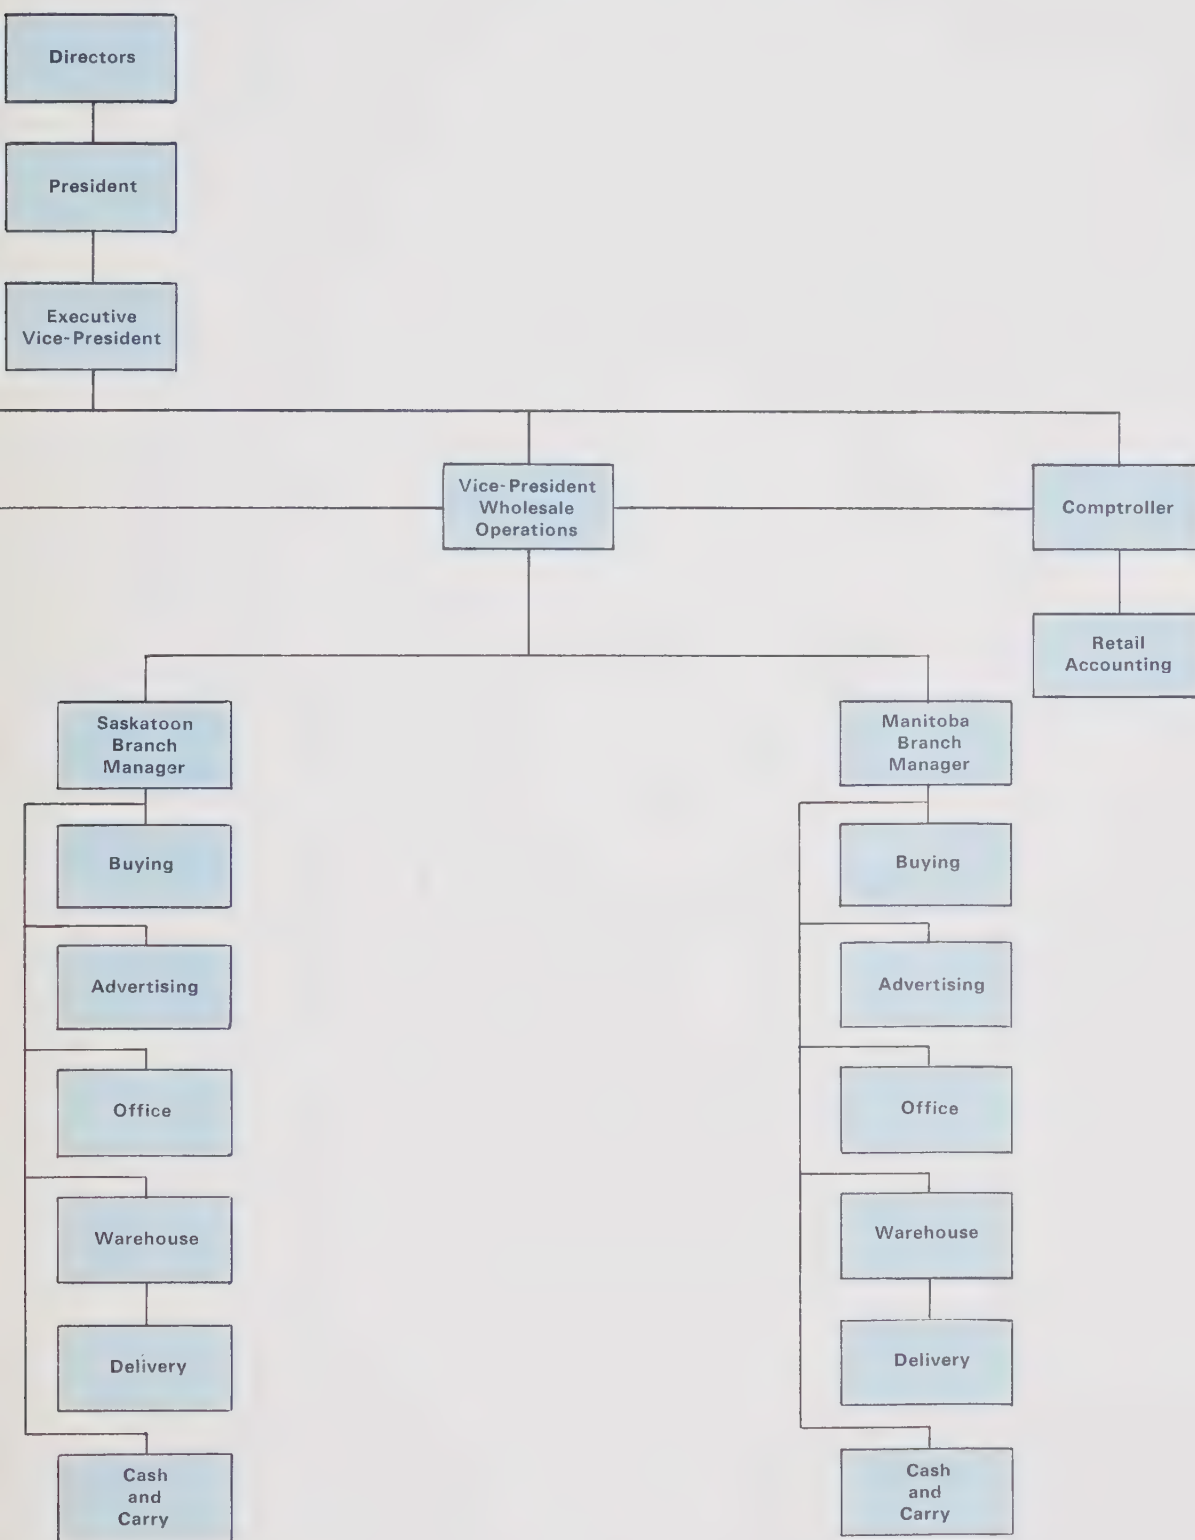 Directors
President
Executive
Vice-President
Vice-President
Wholesale
Operations
Comptroller
Retail
Accounting
Saskatoon
Branch
Manager
Buying
Advertising
Office
Warehouse
Delivery
Cash
and
Carry
Manitoba
Branch
Manager
Buying
Advertising
Office
Warehouse
Delivery
Cash
and
Carry